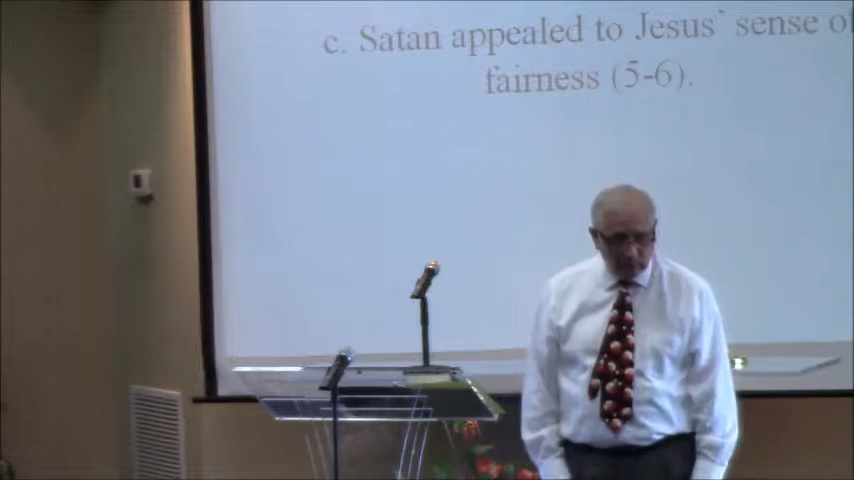 c. Satan appealed to Jesus' sense of
fairness (5-6).